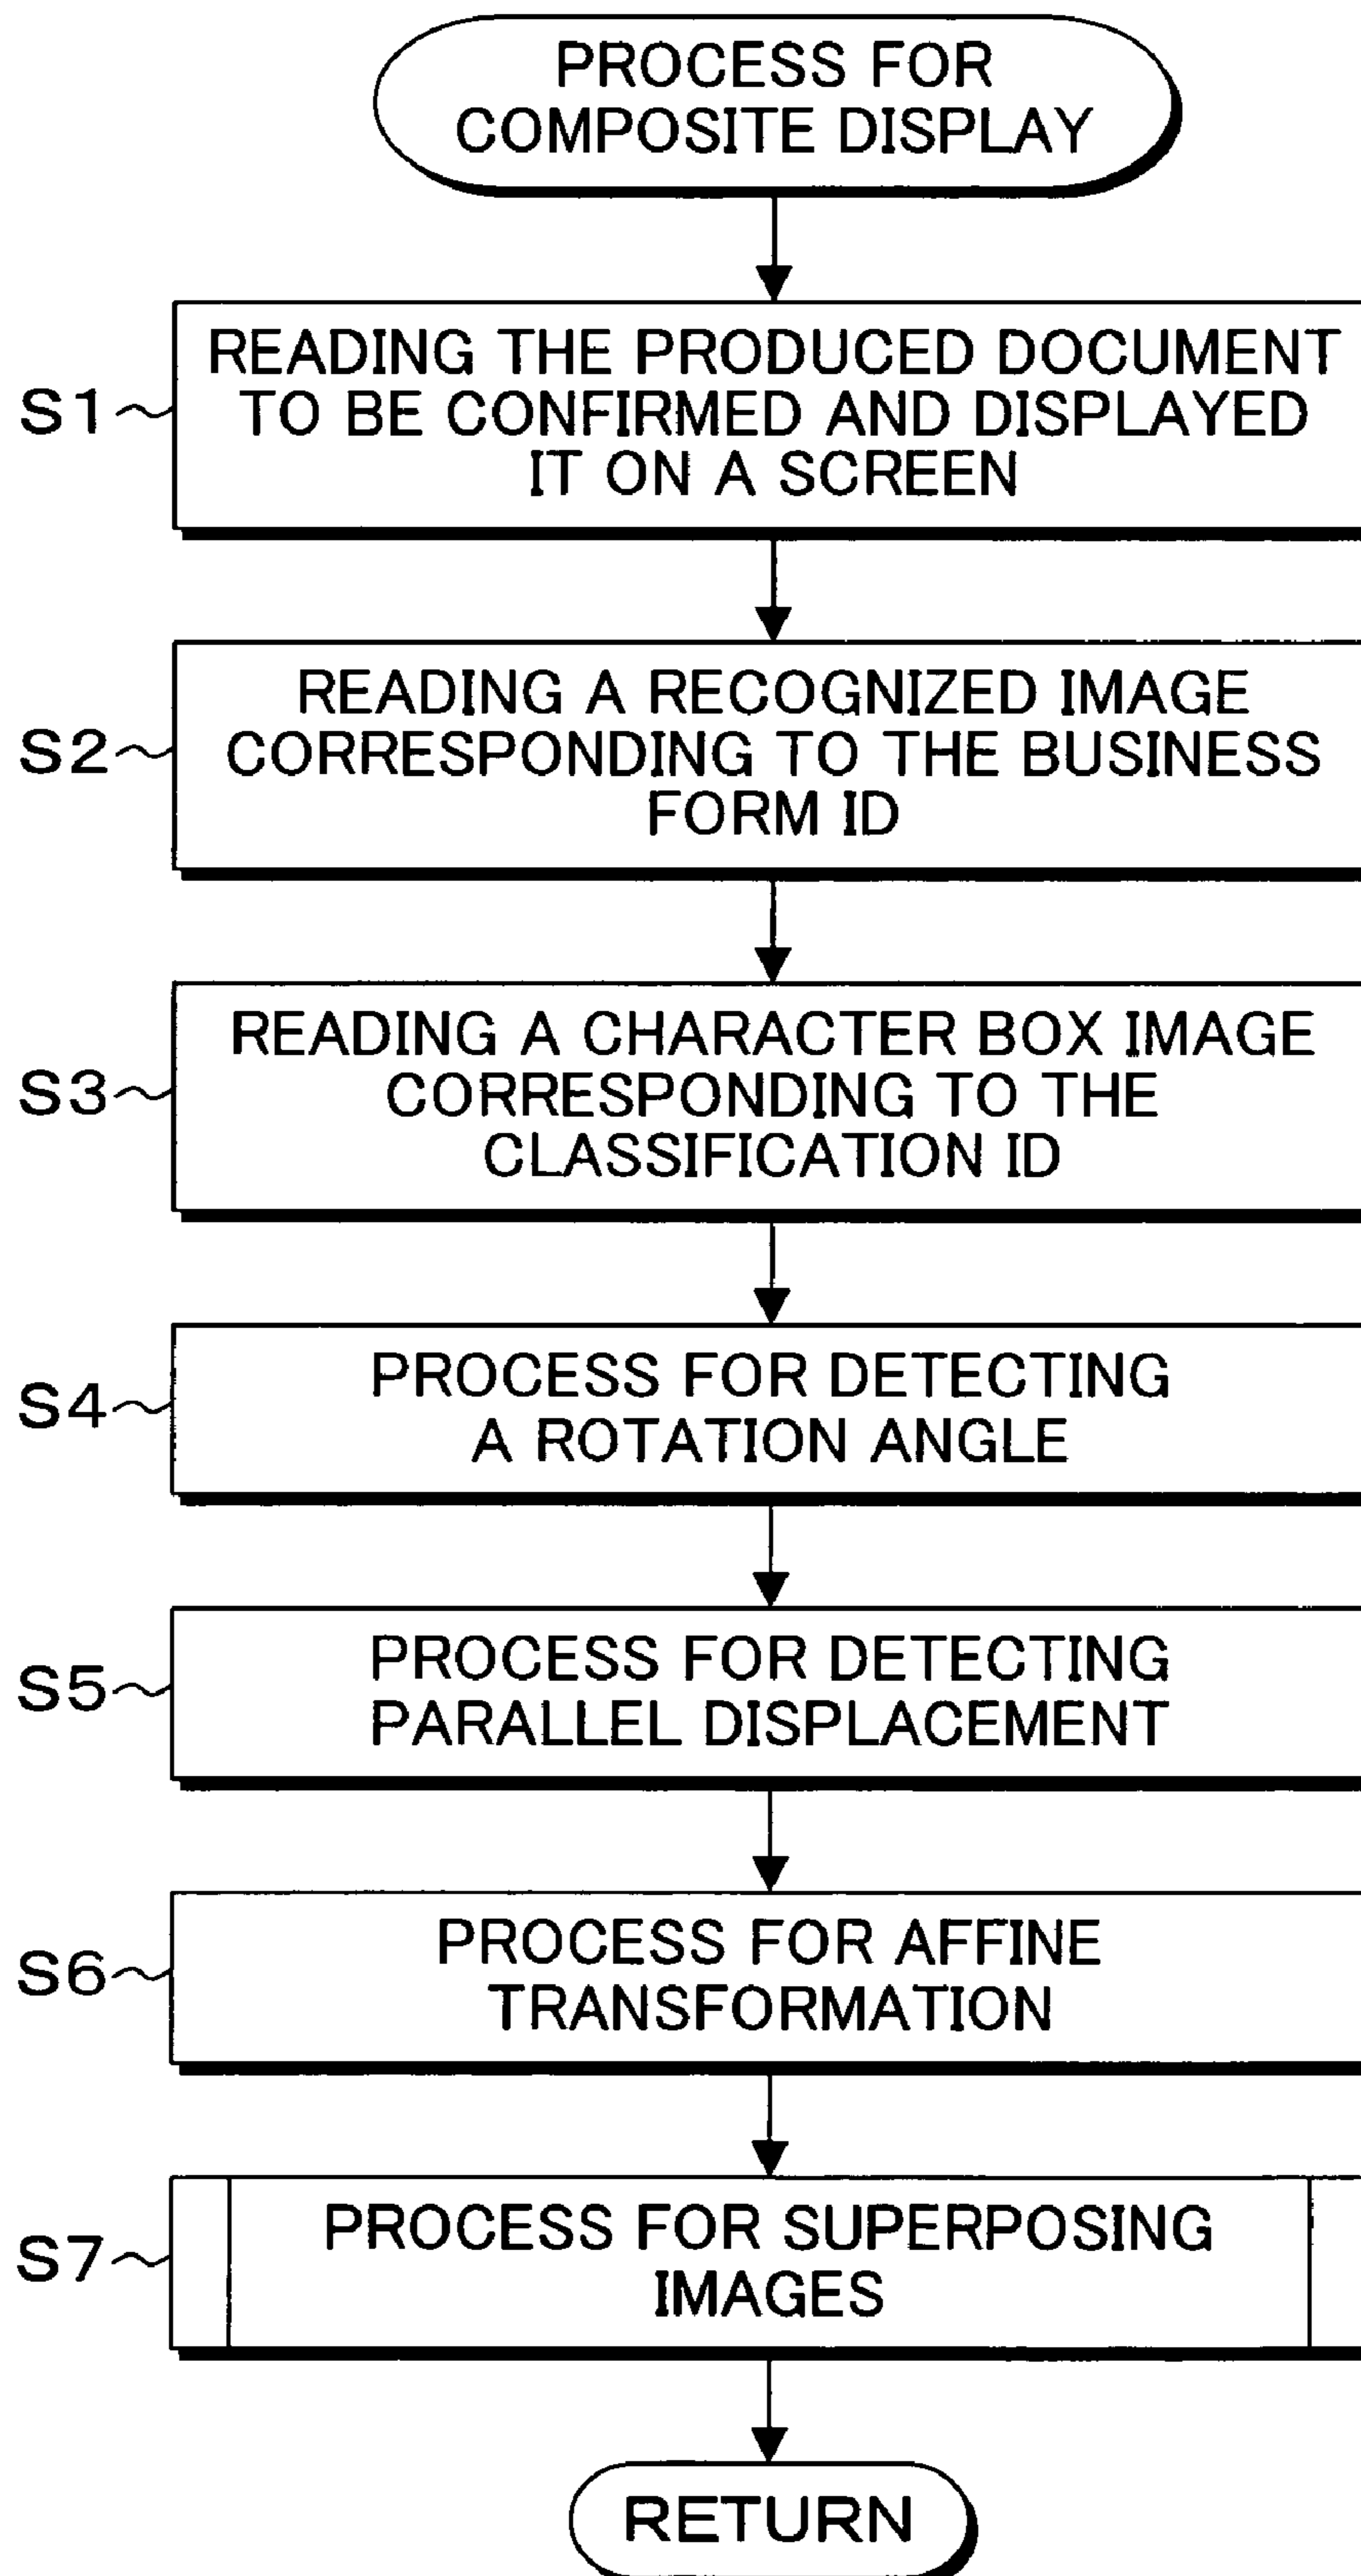 PROCESS FOR
COMPOSITE DISPLAY
S1
READING THE PRODUCED DOCUMENT
TO BE CONFIRMED AND DISPLAYED
IT ON A SCREEN
S2
READING A RECOGNIZED IMAGE
CORRESPONDING TO THE BUSINESS
FORM ID
S3
READING A CHARACTER BOX IMAGE
CORRESPONDING TO THE
CLASSIFICATION ID
S4
PROCESS FOR DETECTING
A ROTATION ANGLE
S5
PROCESS FOR DETECTING
PARALLEL DISPLACEMENT
S6
PROCESS FOR AFFINE
TRANSFORMATION
S7
PROCESS FOR SUPERPOSING
IMAGES
RETURN